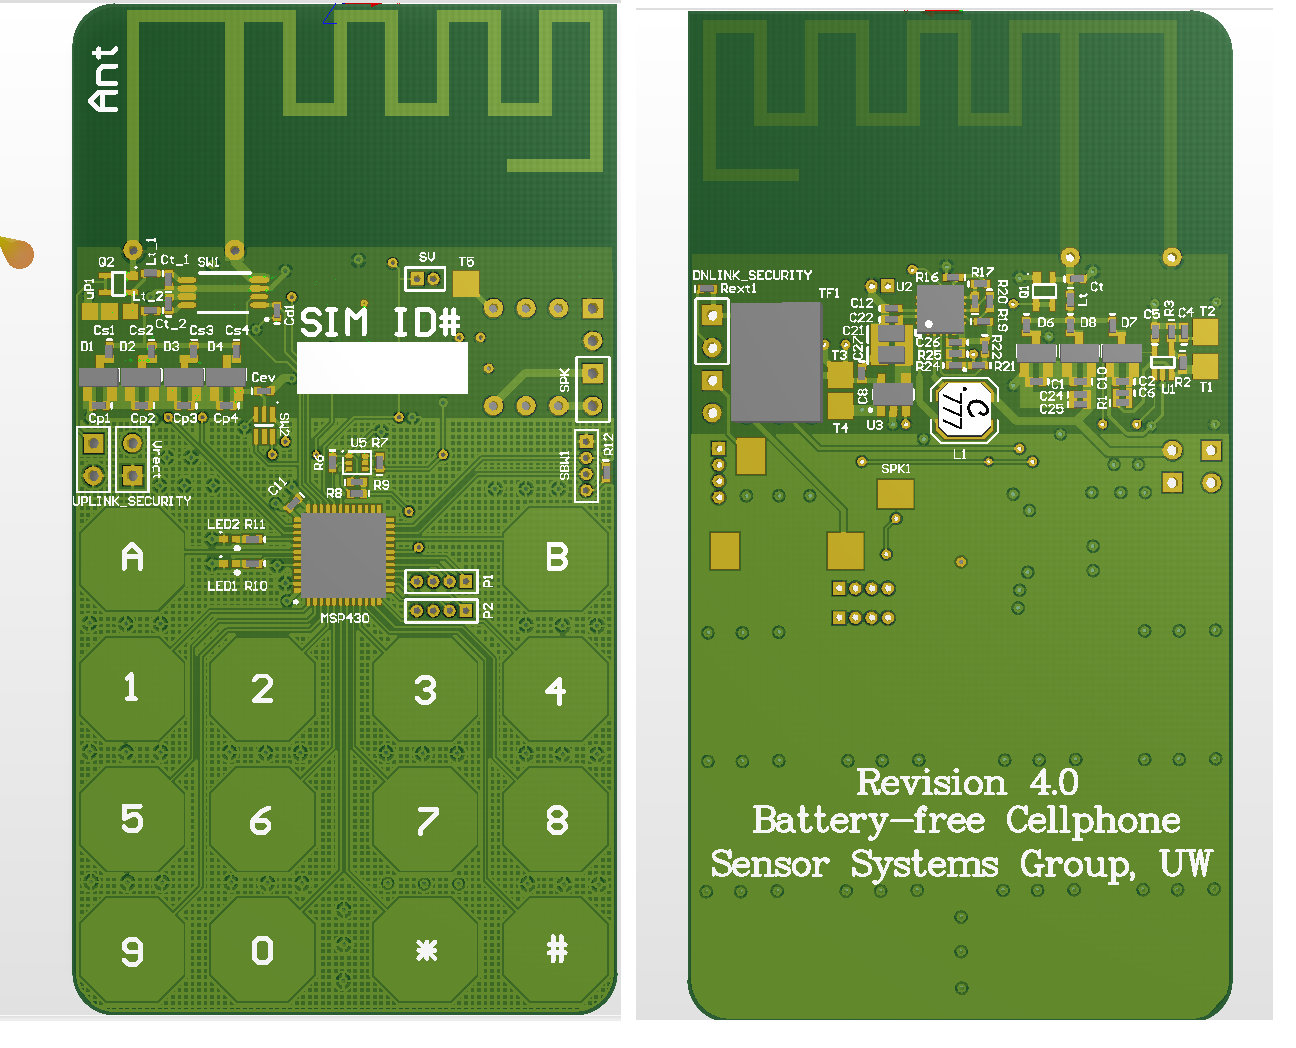 Ant
Q2
Lt_1
Ct_1
SW1
SV
T5
uP1
Lt_2
Ct_2
Cd1
SIM ID#
Cs1 Cs2 Cs3 Cs4
D1 D2 D3 D4
Cev
SPK
Cp1 Cp2 Cp3 Cp4
SW2
Vrect
U5 R7
R6
SBW1
R12
R8 R9
UPLINK_SECURITY
C11
LED2 R11
A
B
LED1 R10
P1
P2
MSP430
1 2 3 4
5 6 7 8
9 0 * #
DNLINK_SECURITY
Rext1
TF1
U2
R16 R17
Q1
Ct
Lt
C12
C22
C21
C27
R20
R19
C26
R25
R24
R22
R21
D6 D8 D7
C5 R3 C4 T2
T3
C8
U3
T4
C
777
L1
C1
C24
C25
C10
R1
C2
C6
U1
R2
T1
SPK1
Revision 4.0
Battery-free Cellphone
Sensor Systems Group, UW